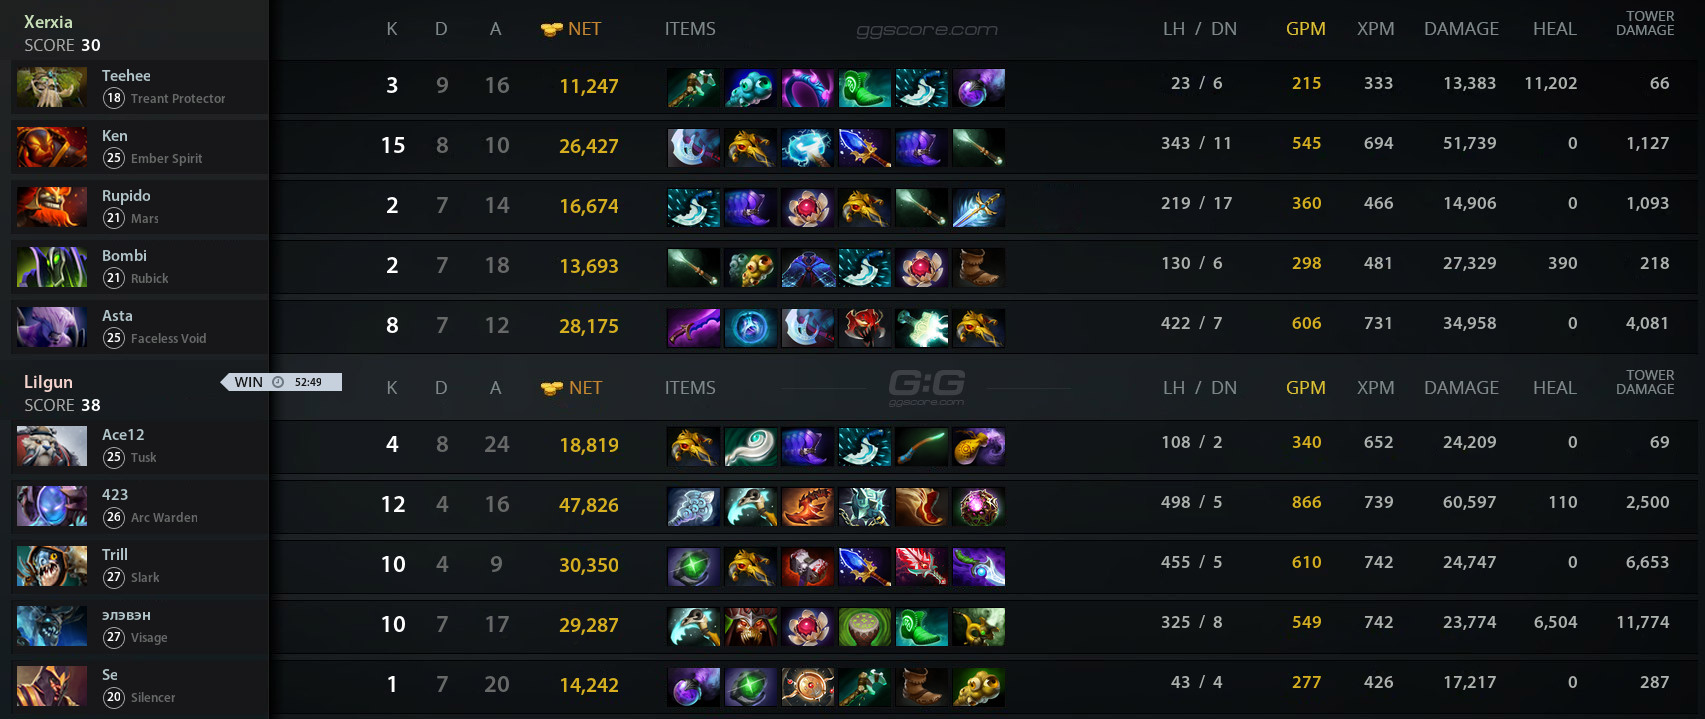 Xerxia
SCORE 30
K D A NET ITEMS ggscore.com LH / DN GPM XPM DAMAGE HEAL TOWER DAMAGE
Teehee
3 9 16 11,247 23 / 6 215 333 13,383 11,202 66
18 Treant Protector
Ken
15 8 10 26,427 343 / 11 545 694 51,739 0 1,127
25 Ember Spirit
Rupido
2 7 14 16,674 219 / 17 360 466 14,906 0 1,093
21 Mars
Bombi
2 7 18 13,693 130 / 6 298 481 27,329 390 218
21 Rubick
Asta
8 7 12 28,175 422 / 7 606 731 34,958 0 4,081
25 Faceless Void
Lilgun WIN 52:49
SCORE 38
K D A NET ITEMS G:G ggscore.com LH / DN GPM XPM DAMAGE HEAL TOWER DAMAGE
Ace12
4 8 24 18,819 108 / 2 340 652 24,209 0 69
25 Tusk
423
12 4 16 47,826 498 / 5 866 739 60,597 110 2,500
26 Arc Warden
Trill
10 4 9 30,350 455 / 5 610 742 24,747 0 6,653
27 Slark
элэвэн
10 7 17 29,287 325 / 8 549 742 23,774 6,504 11,774
27 Visage
Se
1 7 20 14,242 43 / 4 277 426 17,217 0 287
20 Silencer